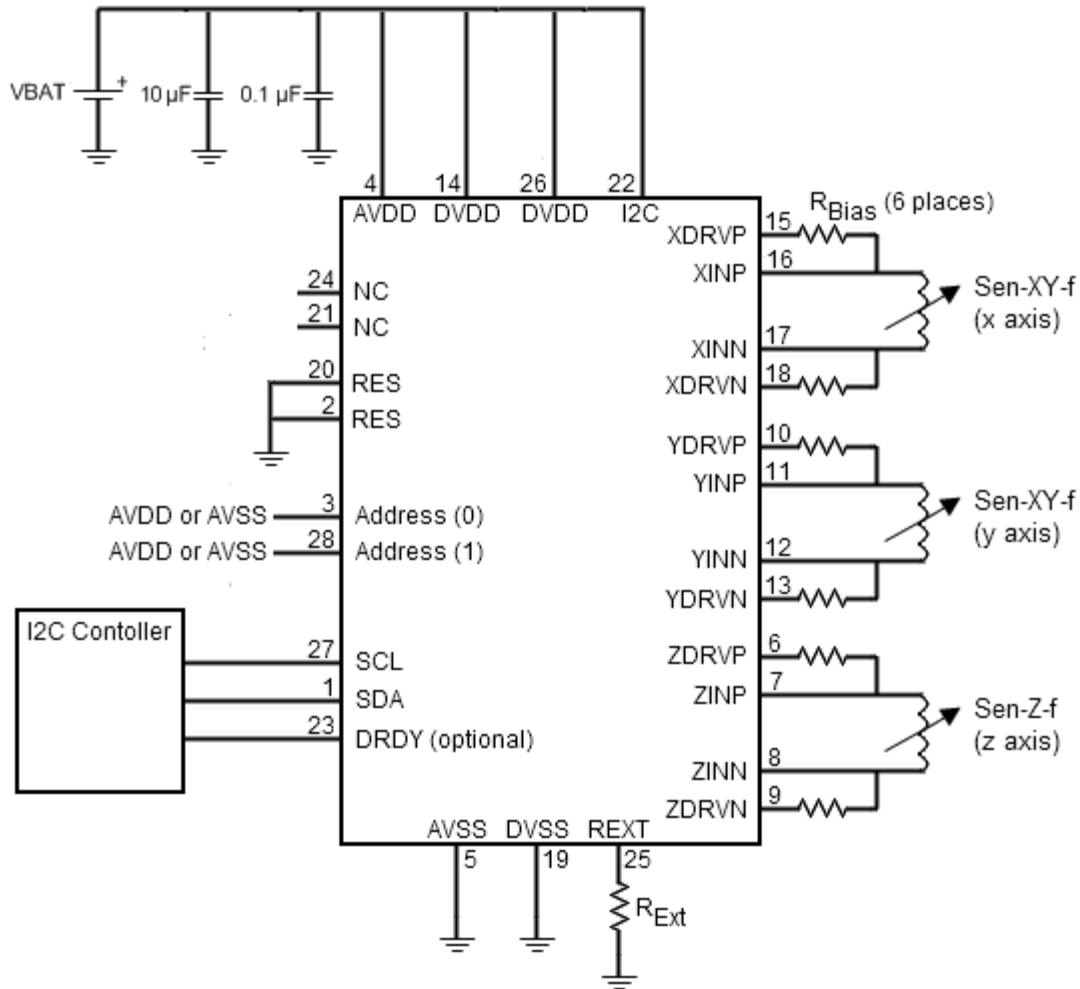 VBAT
+
10 µF
0.1 µF
4
14
26
22
AVDD
DVDD
DVDD
I2C
R Bias (6 places)
XDRVP
15
XINP
16
XINN
17
XDRVN
18
Sen-XY-f
(x axis)
24
NC
21
NC
20
RES
2
RES
YDRVP
10
YINP
11
YINN
12
YDRVN
13
Sen-XY-f
(y axis)
AVDD or AVSS
3
Address (0)
AVDD or AVSS
28
Address (1)
I2C Contoller
27
SCL
1
SDA
23
DRDY (optional)
ZDRVP
6
ZINP
7
ZINN
8
ZDRVN
9
Sen-Z-f
(z axis)
AVSS
DVSS
REXT
5
19
25
R Ext